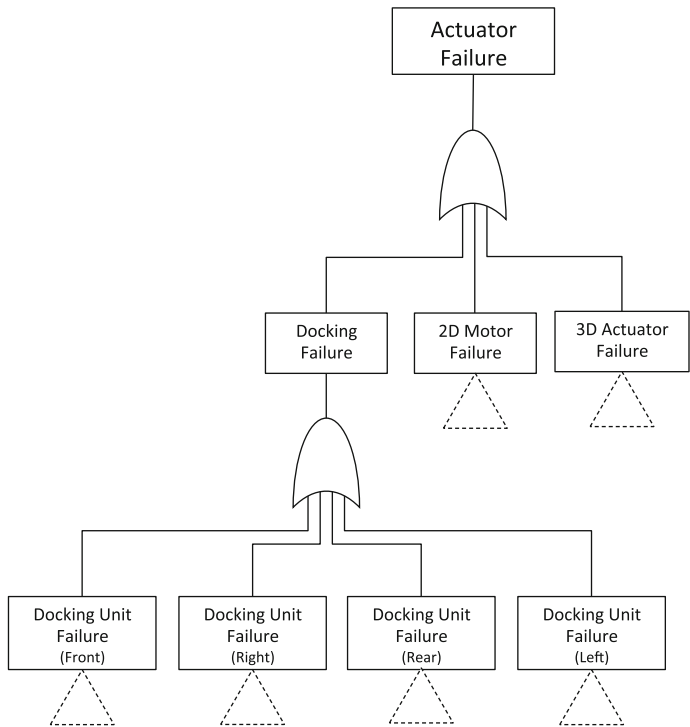 Actuator
Failure
Docking
Failure
2D Motor
Failure
3D Actuator
Failure
Docking Unit
Failure
(Front)
Docking Unit
Failure
(Right)
Docking Unit
Failure
(Rear)
Docking Unit
Failure
(Left)